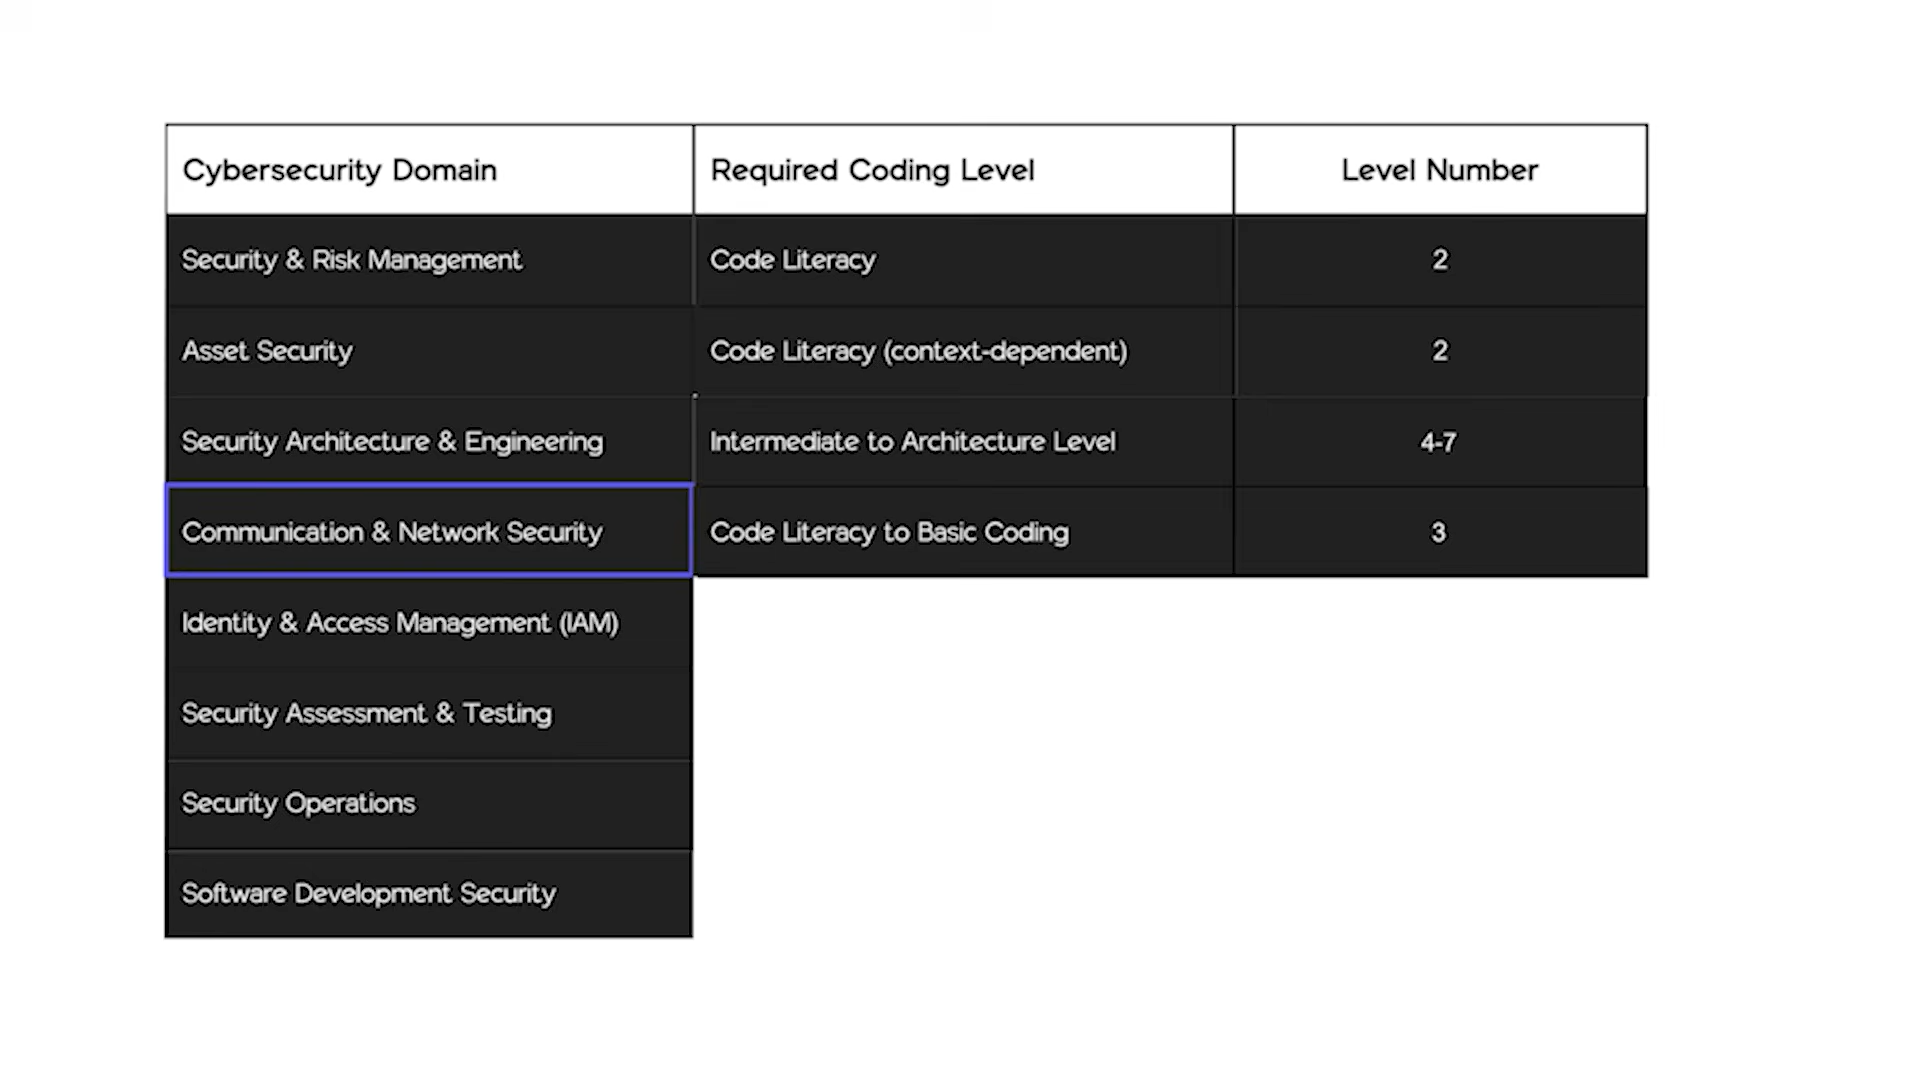 Cybersecurity Domain Required Coding Level Level Number
Security & Risk Management Code Literacy 2
Asset Security Code Literacy (context-dependent) 2
Security Architecture & Engineering Intermediate to Architecture Level 4-7
Communication & Network Security Code Literacy to Basic Coding 3
Identity & Access Management (IAM)
Security Assessment & Testing
Security Operations
Software Development Security